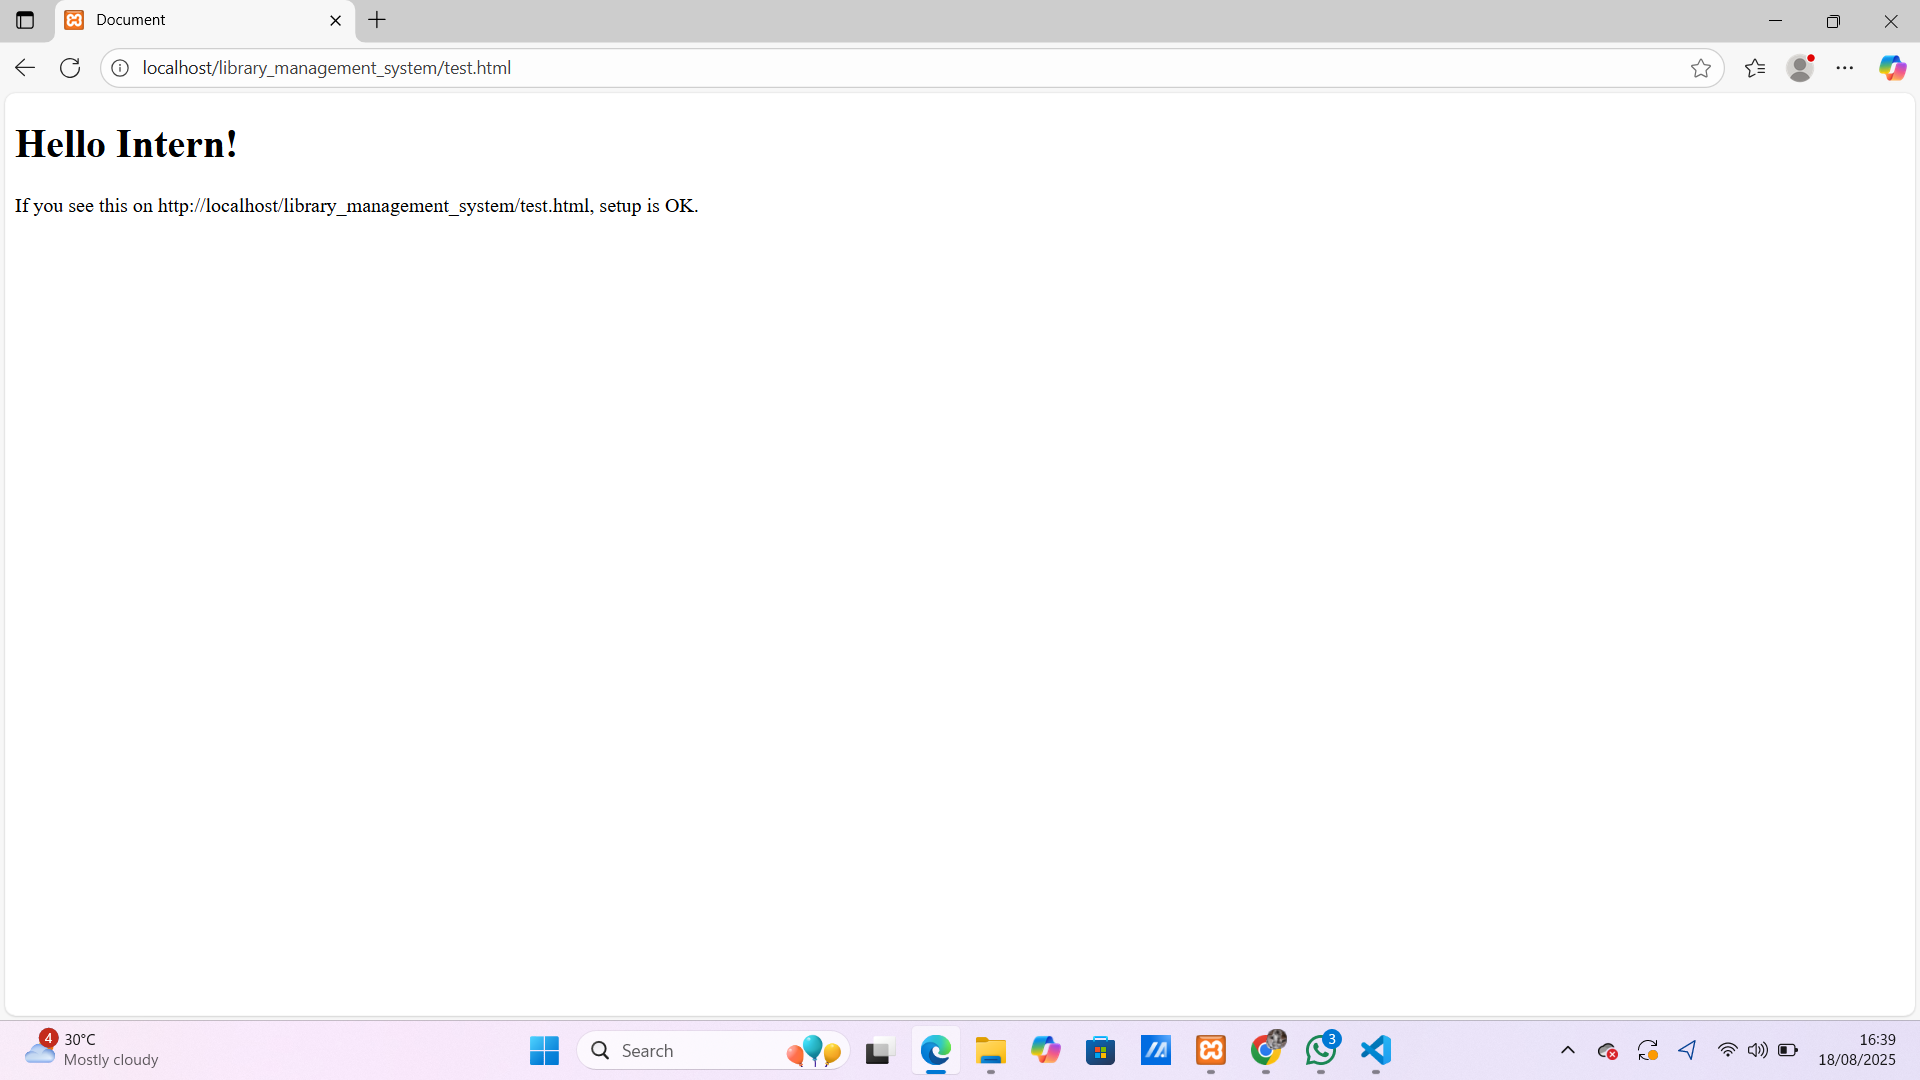 Document
localhost/library_management_system/test.html
Hello Intern!
If you see this on http://localhost/library_management_system/test.html, setup is OK.
4
30°C
Mostly cloudy
Search
3
16:39
18/08/2025